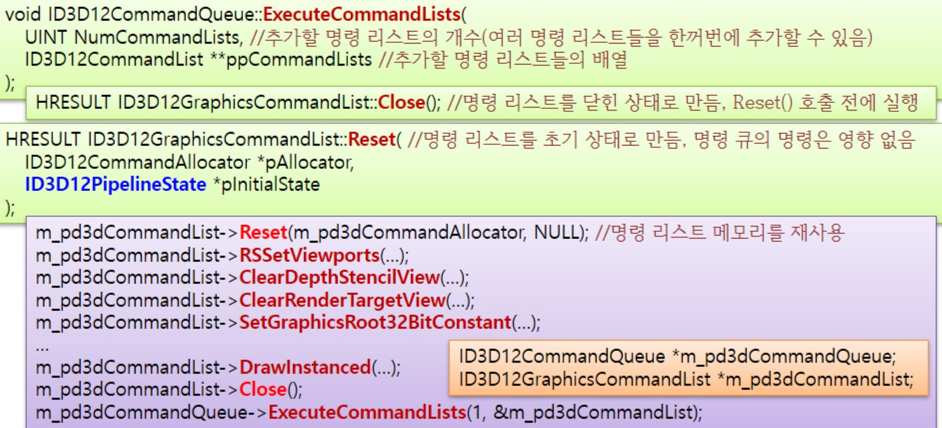 void ID3D12CommandQueue::ExecuteCommandLists(
UINT NumCommandLists, //추가할 명령 리스트의 개수(여러 명령 리스트들을 한꺼번에 추가할 수 있음)
ID3D12CommandList **ppCommandLists //추가할 명령 리스트들의 배열
);
HRESULT ID3D12GraphicsCommandList::Close(); //명령 리스트를 닫힌 상태로 만듬, Reset() 호출 전에 실행
HRESULT ID3D12GraphicsCommandList::Reset( //명령 리스트를 초기 상태로 만듬, 명령 큐의 명령은 영향 없음
ID3D12CommandAllocator *pAllocator,
ID3D12PipelineState *pInitialState
);
m_pd3dCommandList->Reset(m_pd3dCommandAllocator, NULL); //명령 리스트 메모리를 재사용
m_pd3dCommandList->RSSetViewports(...);
m_pd3dCommandList->ClearDepthStencilView(...);
m_pd3dCommandList->ClearRenderTargetView(...);
m_pd3dCommandList->SetGraphicsRoot32BitConstant(...);
...
m_pd3dCommandList->DrawInstanced(...);
m_pd3dCommandList->Close();
m_pd3dCommandQueue->ExecuteCommandLists(1, &m_pd3dCommandList);
ID3D12CommandQueue *m_pd3dCommandQueue;
ID3D12GraphicsCommandList *m_pd3dCommandList;